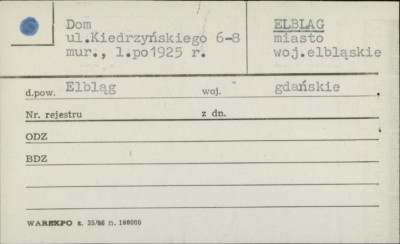 Dom
ul.Kiedrzyńskiego 6-8
mur., l.po1925 r.
ELBLAG
miasto
woj.elbląskie
d.pow. Elbląg woj. gdańskie
Nr. rejestru z dn.
ODZ
BDZ
WAREXPO z. 35/86 n. 100000